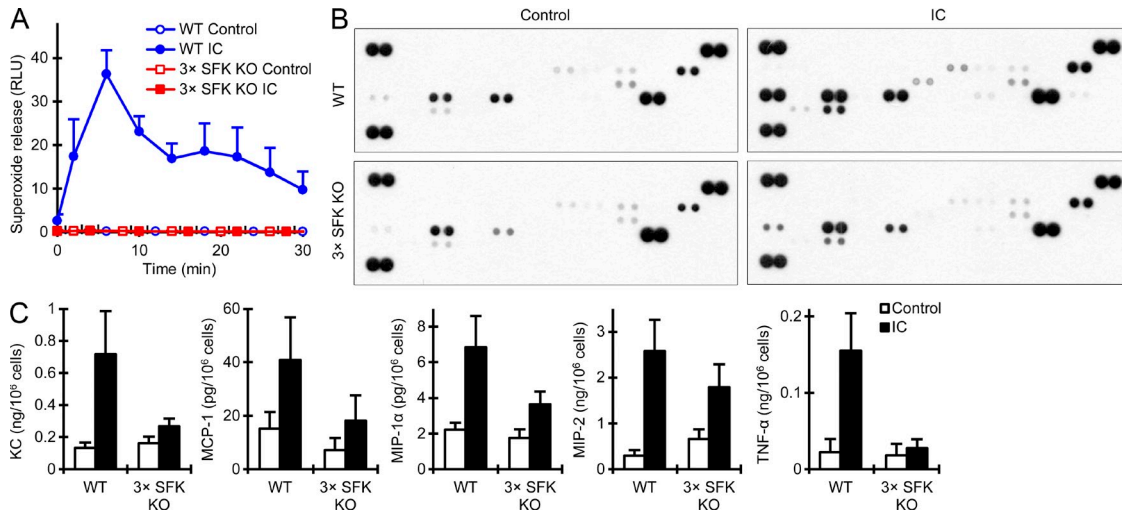 A
Superoxide release (RLU)
40
30
20
10
0
0 10 20 30
Time (min)
WT Control
WT IC
3× SFK KO Control
3× SFK KO IC
B
Control IC
WT
3× SFK KO
C
KC (ng/10⁶ cells)
1
0.8
0.6
0.4
0.2
0
WT 3× SFK
KO
MCP-1 (pg/10⁶ cells)
60
40
20
0
WT 3× SFK
KO
MIP-1α (pg/10⁶ cells)
8
6
4
2
0
WT 3× SFK
KO
MIP-2 (ng/10⁶ cells)
3
2
1
0
WT 3× SFK
KO
TNF-α (ng/10⁶ cells)
0.2
0.1
0
WT 3× SFK
KO
Control
IC